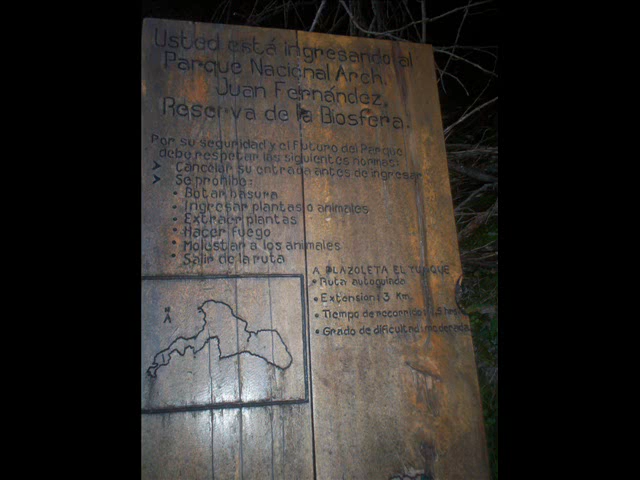 Usted está ingresando al
Parque Nacional Arch.
Juan Fernández,
Reserva de la Biosfera.
Por su seguridad y el futuro del Parque
debe respetar las siguientes normas:
Cancelar su entrada antes de ingresar
Se prohibe:
• Botar basura
• Ingresar plantas o animales
• Extraer plantas
• Hacer fuego
• Molestar a los animales
• Salir de la ruta
A PLAZOLETA EL YUNQUE
• Ruta autoguiada
• Extension: 3 Km.
• Tiempo de recorrido: 1,5 hrs.
• Grado de dificultad: moderada
N